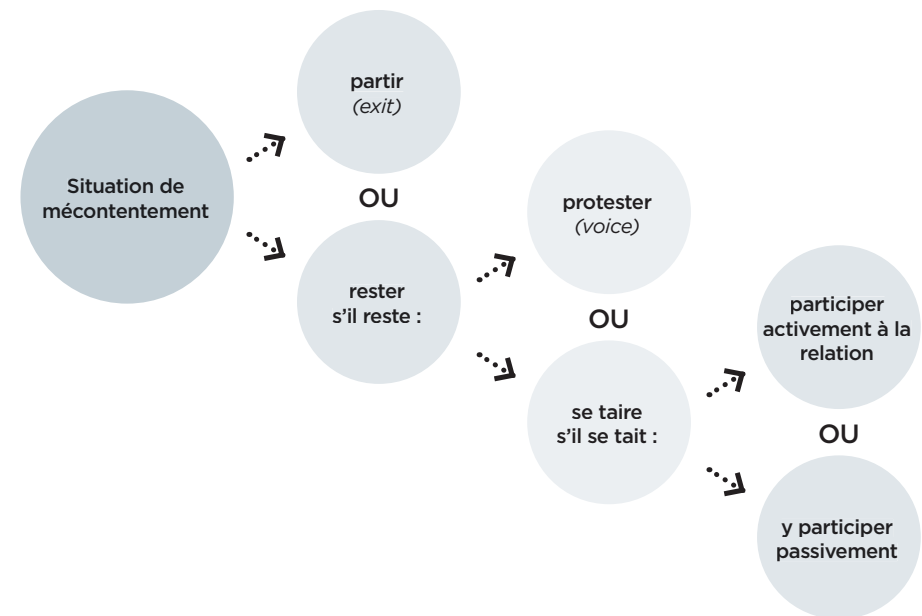 partir
(exit)
Situation de
mécontentement
OU
protester
(voice)
rester
s'il reste :
participer
activement à la
relation
OU
se taire
s'il se tait :
OU
y participer
passivement